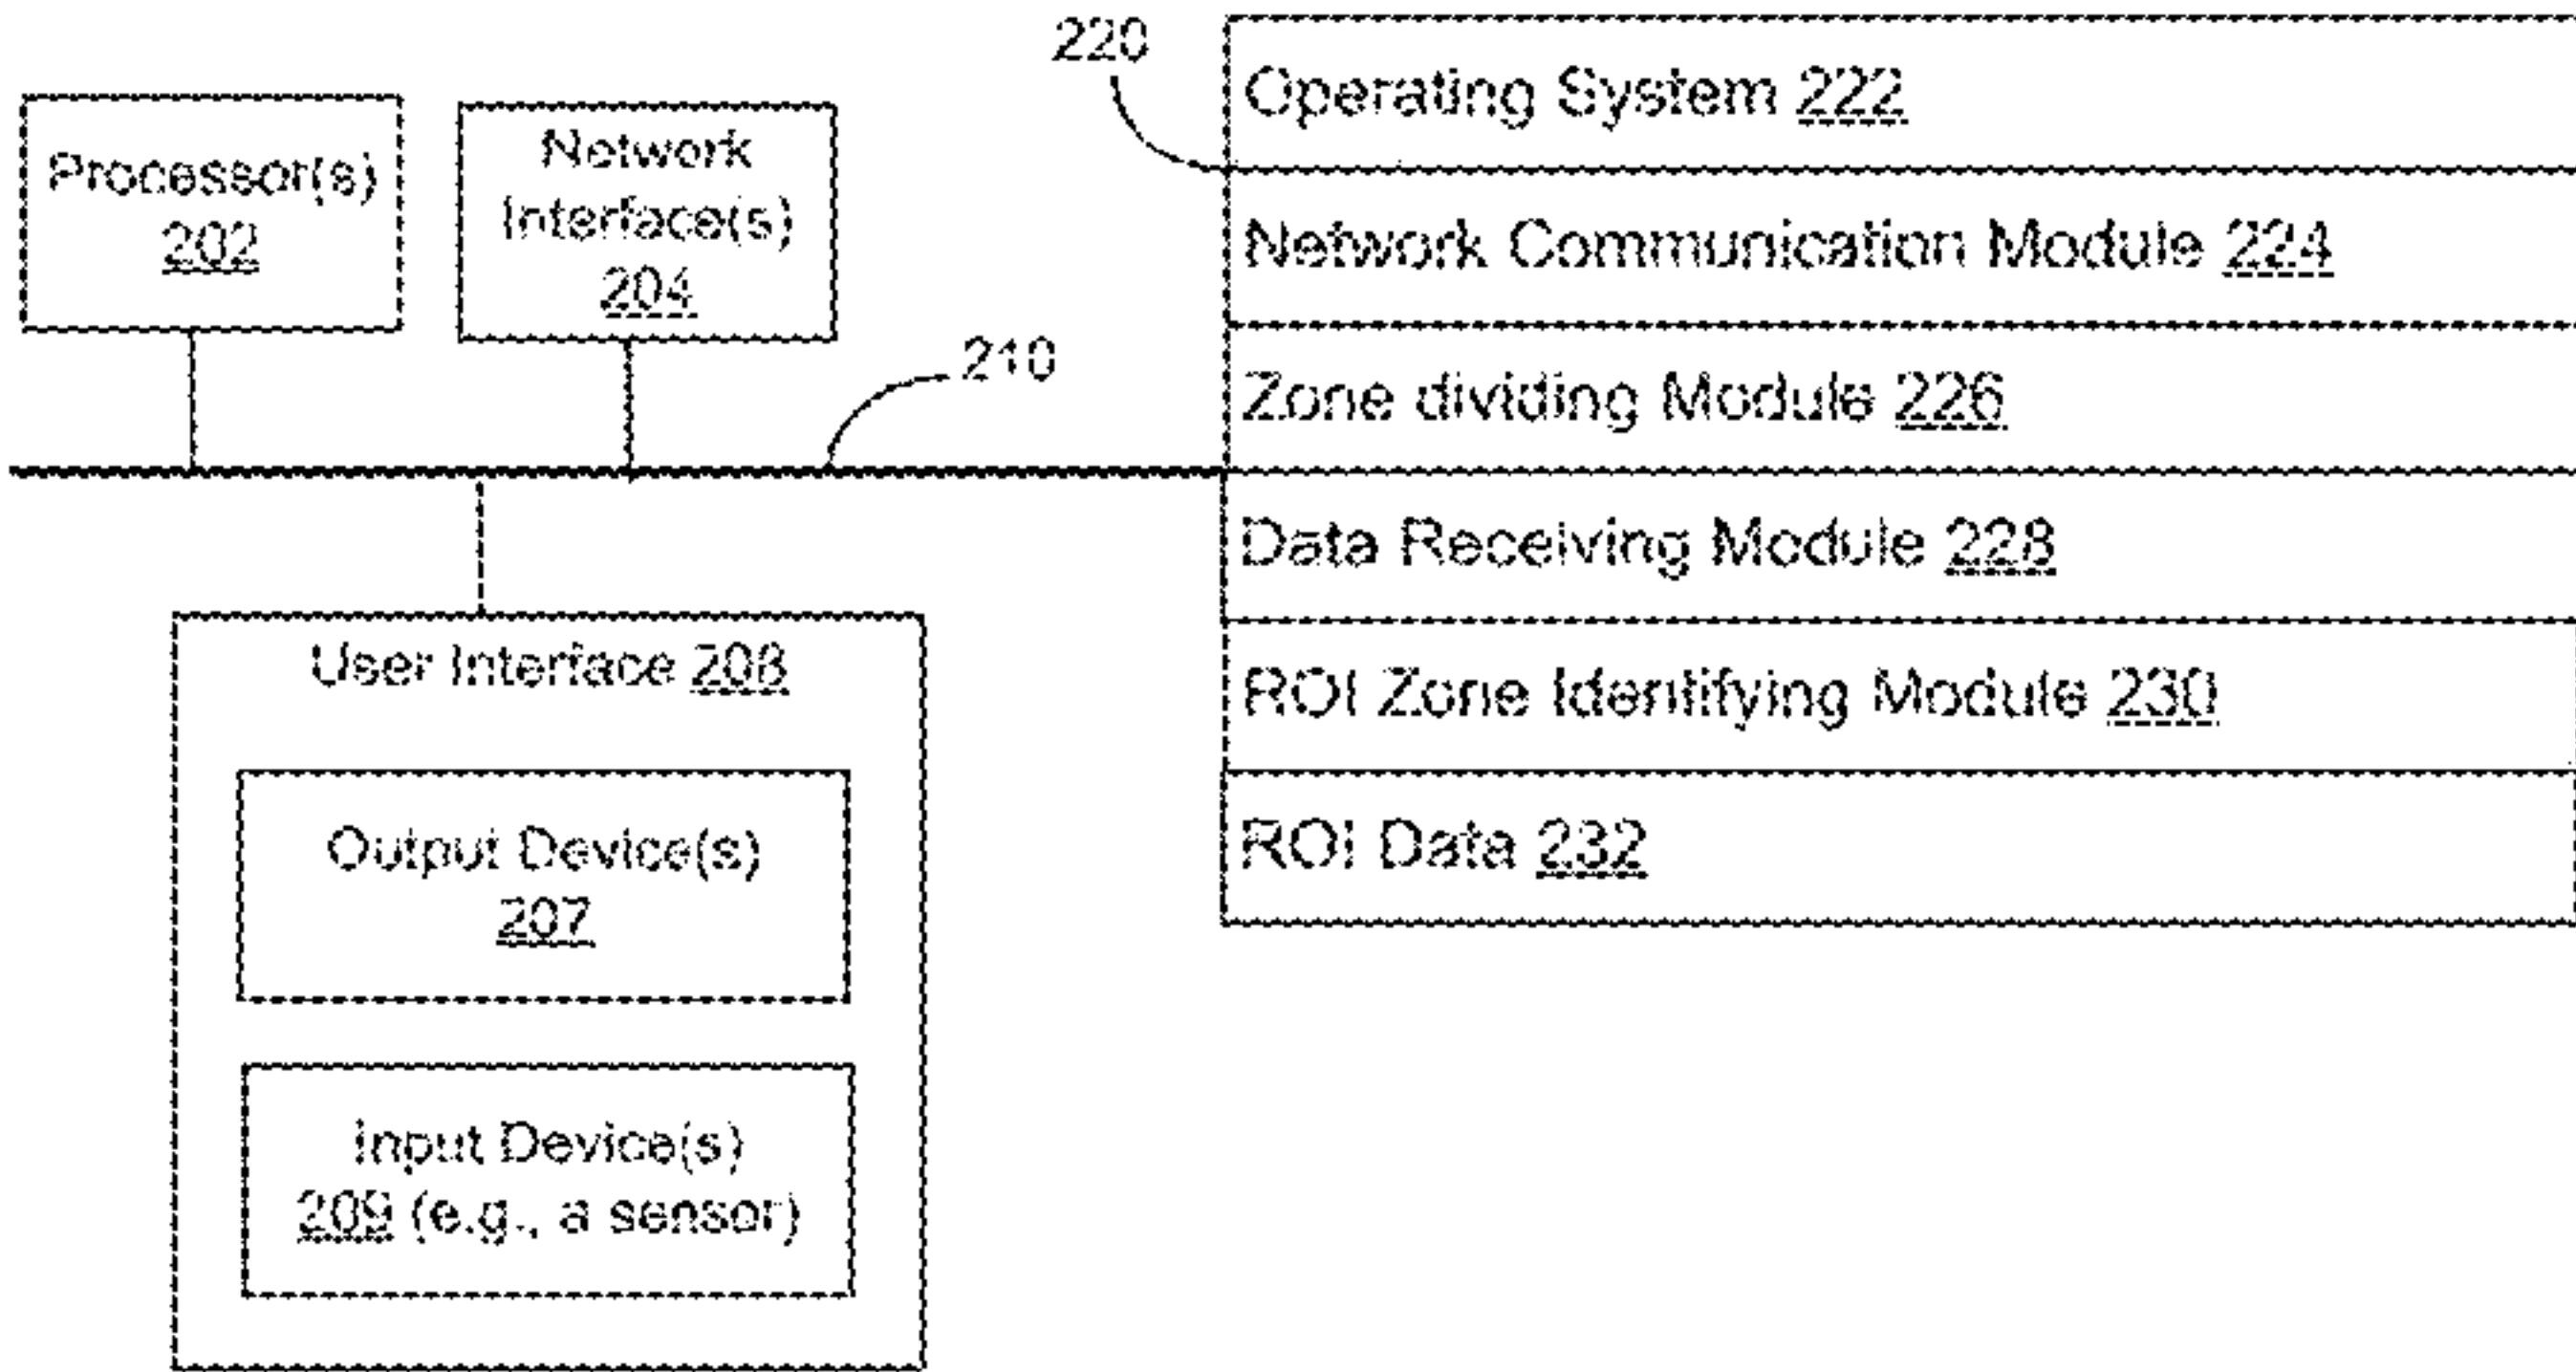 220
Operating System 222
Processor(s)
202
Network
Interface(s)
204
Network Communication Module 224
210
Zone dividing Module 226
Data Receiving Module 228
User Interface 208
ROI Zone Identifying Module 230
Output Device(s)
207
ROI Data 232
Input Device(s)
209 (e.g., a sensor)